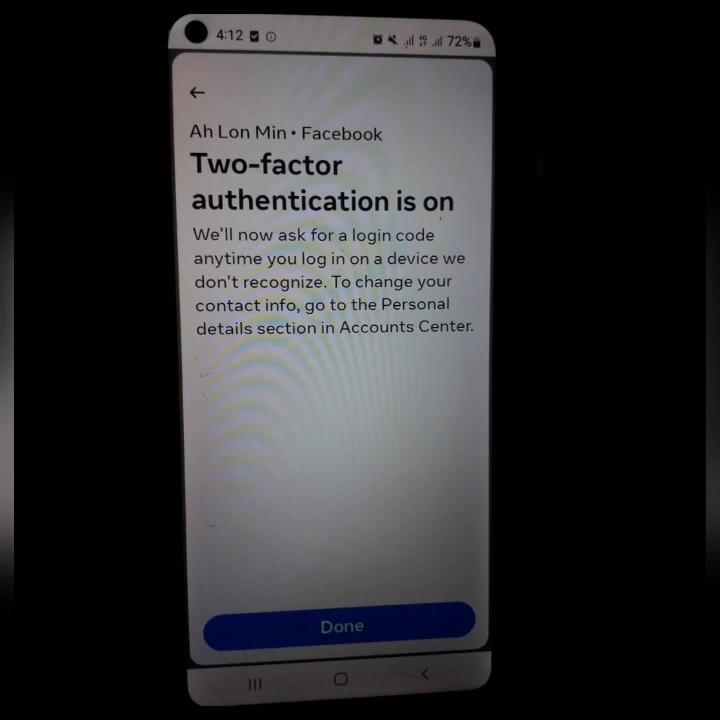 4:12
4G
72%
Ah Lon Min • Facebook
Two-factor
authentication is on
We'll now ask for a login code
anytime you log in on a device we
don't recognize. To change your
contact info, go to the Personal
details section in Accounts Center.
Done